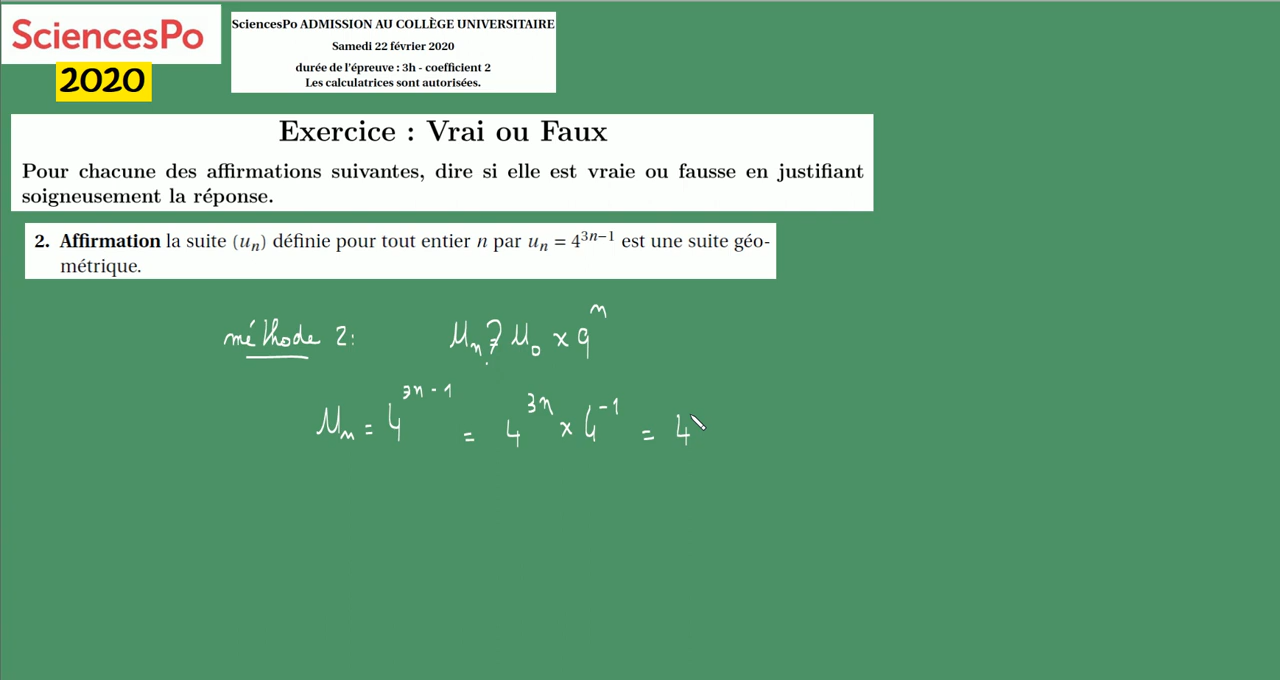 SciencesPo
2020
SciencesPo ADMISSION AU COLLÈGE UNIVERSITAIRE
Samedi 22 février 2020
durée de l'épreuve : 3h - coefficient 2
Les calculatrices sont autorisées.
Exercice : Vrai ou Faux
Pour chacune des affirmations suivantes, dire si elle est vraie ou fausse en justifiant
soigneusement la réponse.
2. Affirmation la suite (uₙ) définie pour tout entier n par uₙ = 4³ⁿ⁻¹ est une suite géo-
métrique.
méthode 2: uₙ ?= u₀ × qⁿ
uₙ = 4³ⁿ⁻¹ = 4³ⁿ × 4⁻¹ = 4